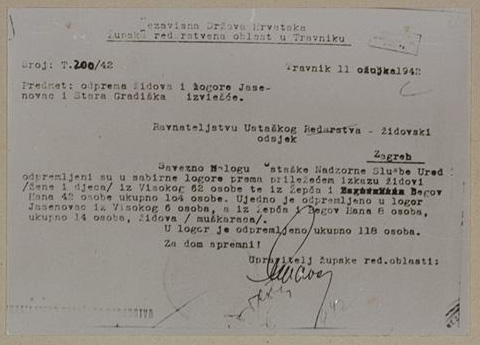 Nezavisna Država Hrvatska
Župska redarstvena oblast u Travniku
Broj: T.200/42
Travnik 11 ožujka 1942
Predmet: odprema židova i logore Jase-
novac i Stara Gradiška izviešće.
Ravnateljstvu Ustaškog Redarstva - židovski
odsjek
Zagreb
Savezno Nalogu Ustaške Nadzorne Službe Ured
odpremljeni su u sabirne logore prema priležećem izkazu židovi
/žene i djeca/ iz Visokog 62 osobe te iz Žepča i Begov
Hana 42 osobe ukupno 104 osobe. Ujedno je odpremljeno u logor
Jasenovac iz Visokog 6 osoba, a iz Žepča i Begov Hana 8 osoba,
ukupno 14 osoba, židova / muškaraca/.
U logor je odpremljeno ukupno 118 osoba.
Za dom spremni!
Upravitelj župske red.oblasti: